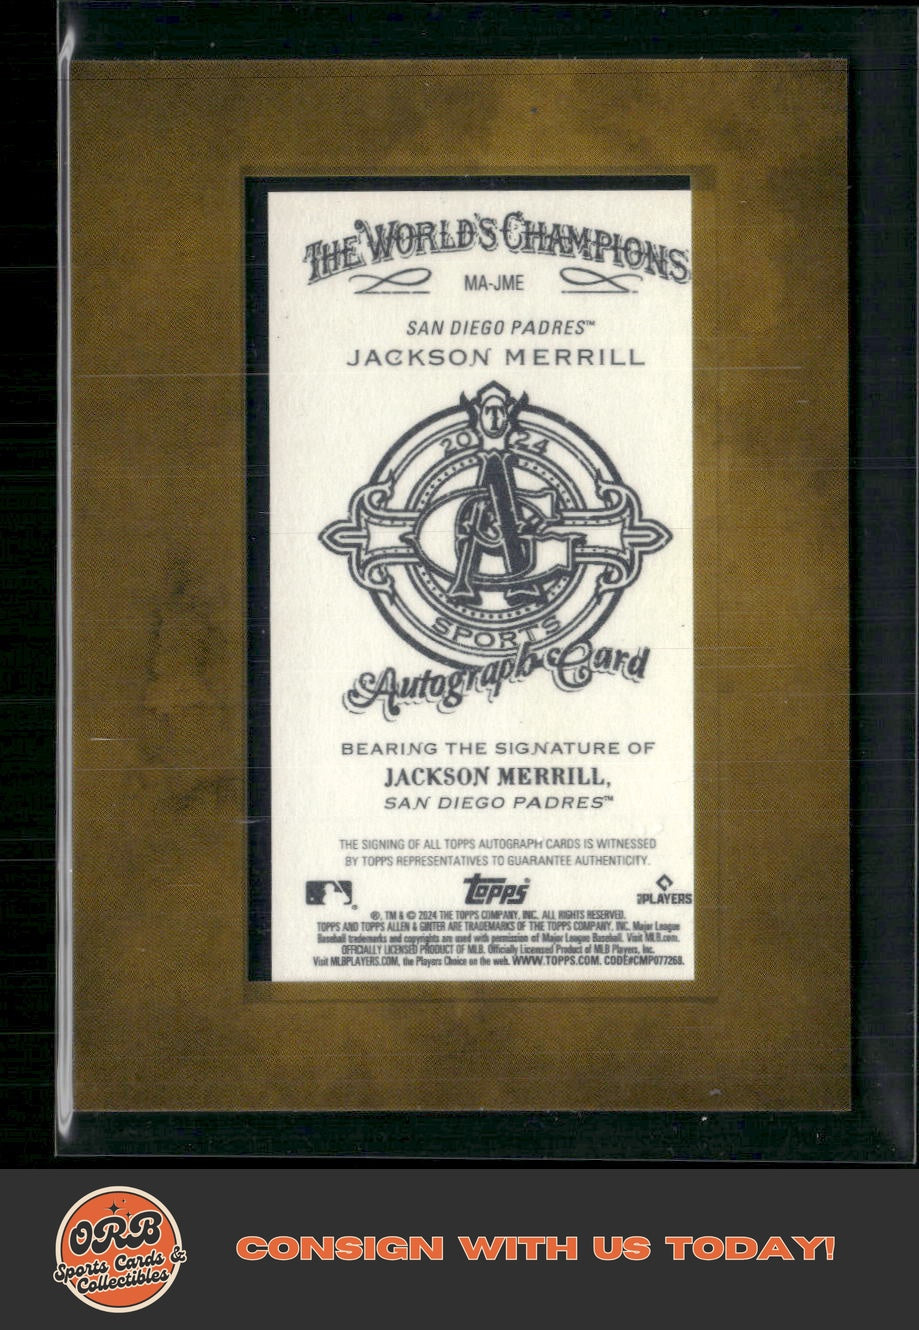 THE WORLD'S CHAMPIONS
MA-JME
SAN DIEGO PADRES™
JACKSON MERRILL
T
20 24
SPORTS
Autograph Card
BEARING THE SIGNATURE OF
JACKSON MERRILL,
SAN DIEGO PADRES™
THE SIGNING OF ALL TOPPS AUTOGRAPH CARDS IS WITNESSED
BY TOPPS REPRESENTATIVES TO GUARANTEE AUTHENTICITY.
topps
PLAYERS
®, TM & © 2024 THE TOPPS COMPANY, INC. ALL RIGHTS RESERVED.
TOPPS AND TOPPS ALLEN & GINTER ARE TRADEMARKS OF THE TOPPS COMPANY, INC. Major League
Baseball trademarks and copyrights are used with permission of Major League Baseball. Visit MLB.com.
OFFICIALLY LICENSED PRODUCT OF MLB. Officially Licensed Product of MLB Players, Inc.
Visit MLBPLAYERS.COM, the Players Choice on the web. WWW.TOPPS.COM. CODE#CMP077268.
ORB
Sports Cards &
Collectibles
CONSIGN WITH US TODAY!